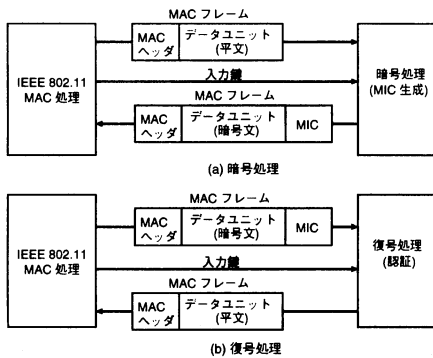 MAC フレーム
MAC ヘッダ
データユニット (平文)
IEEE 802.11 MAC 処理
入力鍵
暗号処理 (MIC 生成)
MAC フレーム
MAC ヘッダ
データユニット (暗号文)
MIC
(a) 暗号処理
MAC フレーム
MAC ヘッダ
データユニット (暗号文)
MIC
IEEE 802.11 MAC 処理
入力鍵
復号処理 (認証)
MAC フレーム
MAC ヘッダ
データユニット (平文)
(b) 復号処理